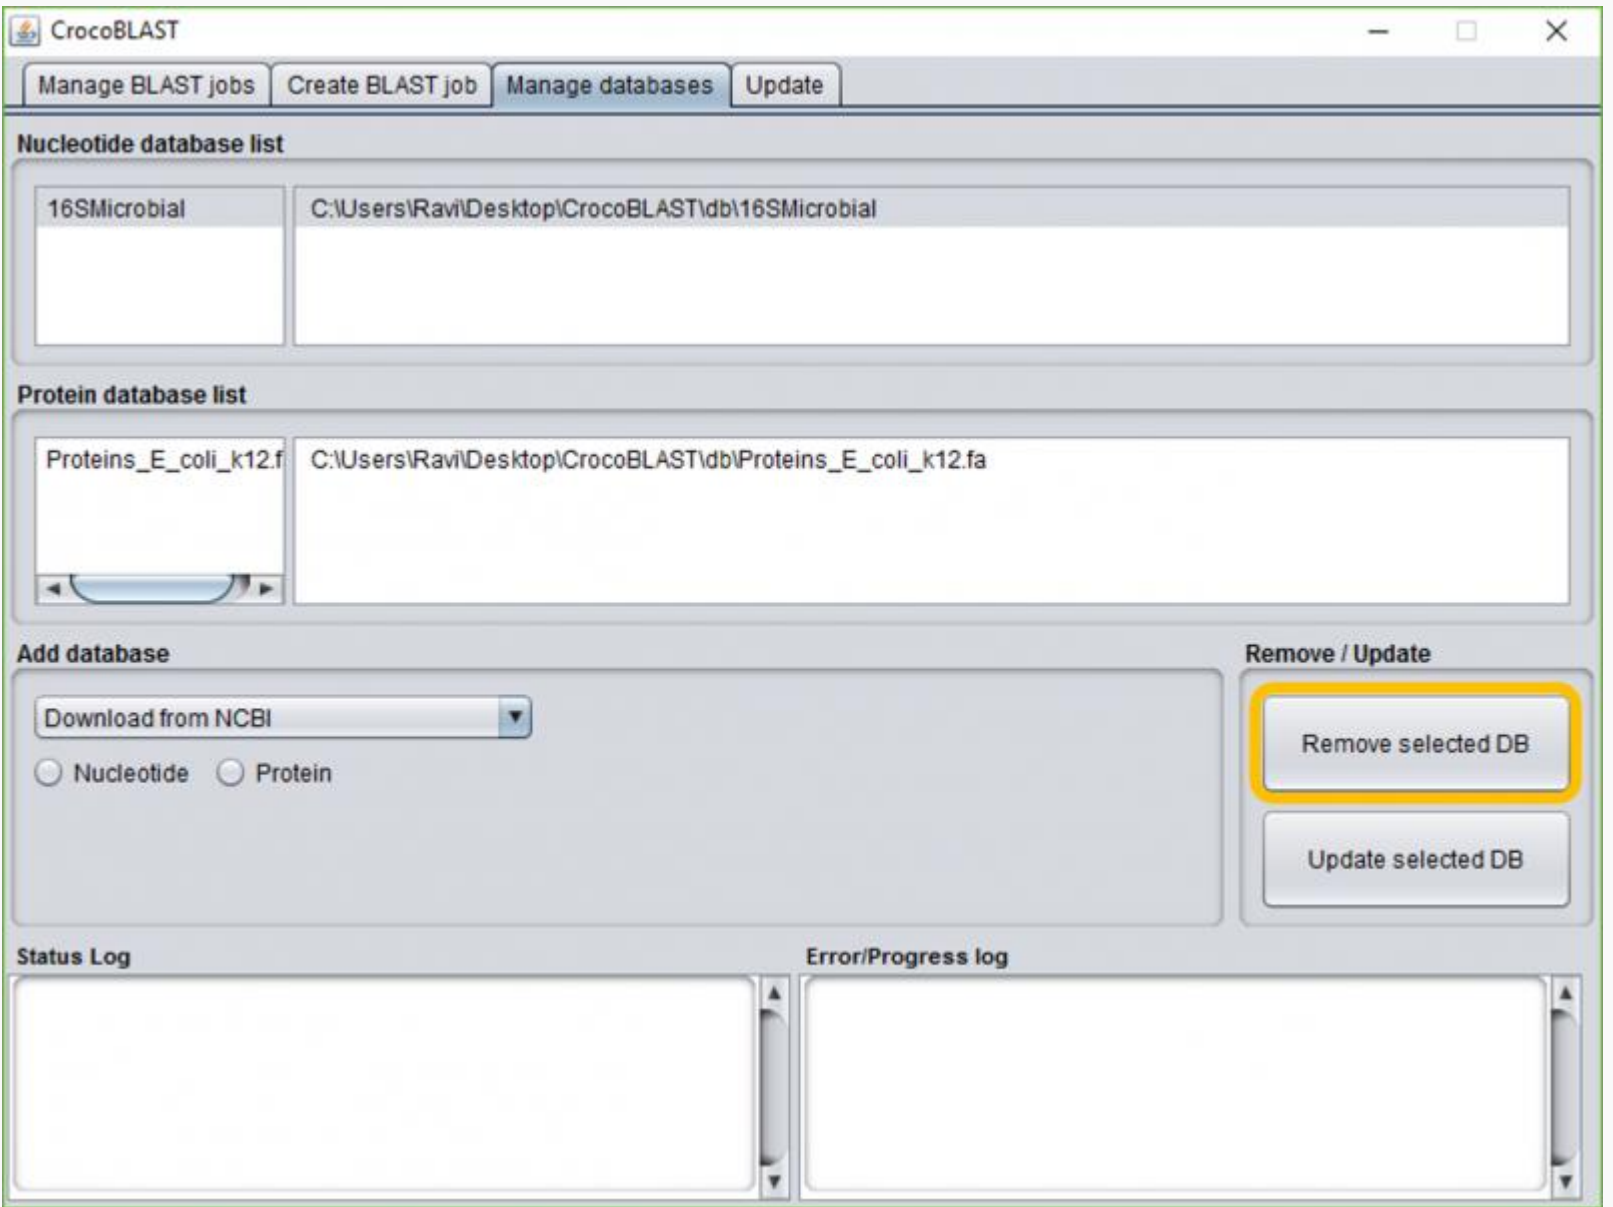 CrocoBLAST
Manage BLAST jobs Create BLAST job Manage databases Update
Nucleotide database list
16SMicrobial C:\Users\Ravi\Desktop\CrocoBLAST\db\16SMicrobial
Protein database list
Proteins_E_coli_k12.f C:\Users\Ravi\Desktop\CrocoBLAST\db\Proteins_E_coli_k12.fa
Add database Remove / Update
Download from NCBI
Remove selected DB
Nucleotide Protein
Update selected DB
Status Log Error/Progress log